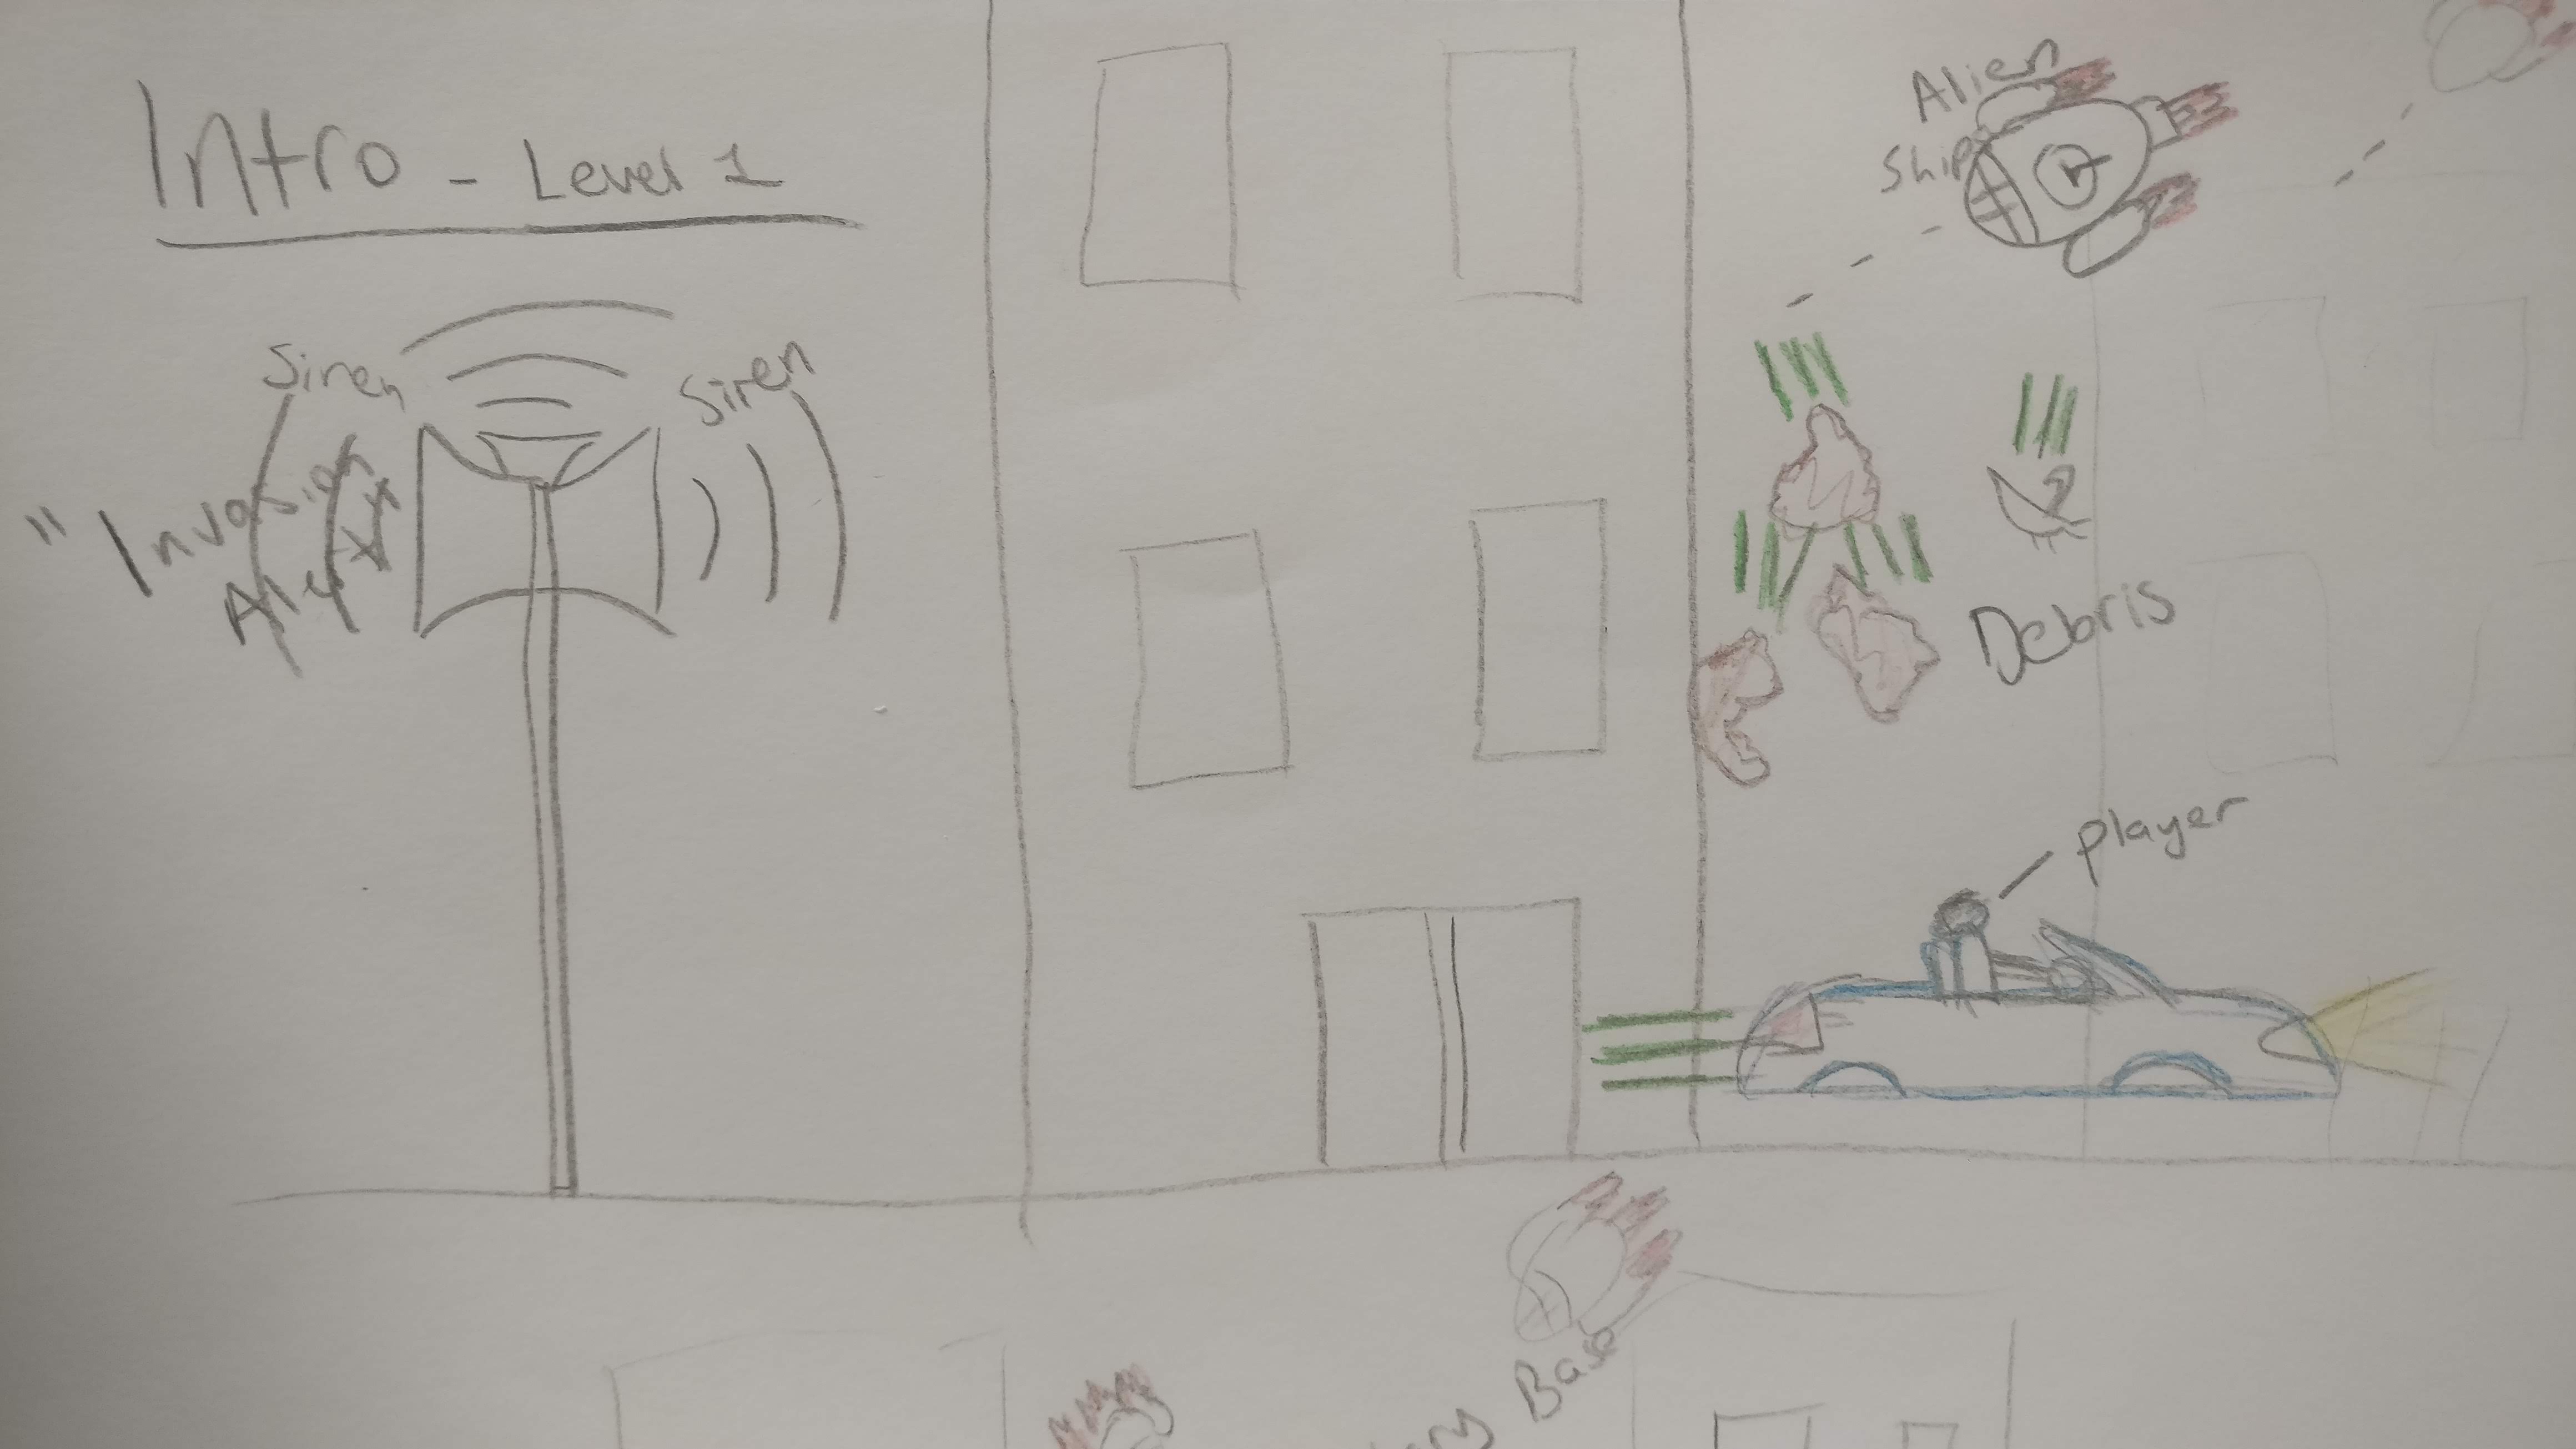 Intro - Level 1
Alien
Ship
Siren
Siren
"Invasion
Alert"
Debris
player
Base